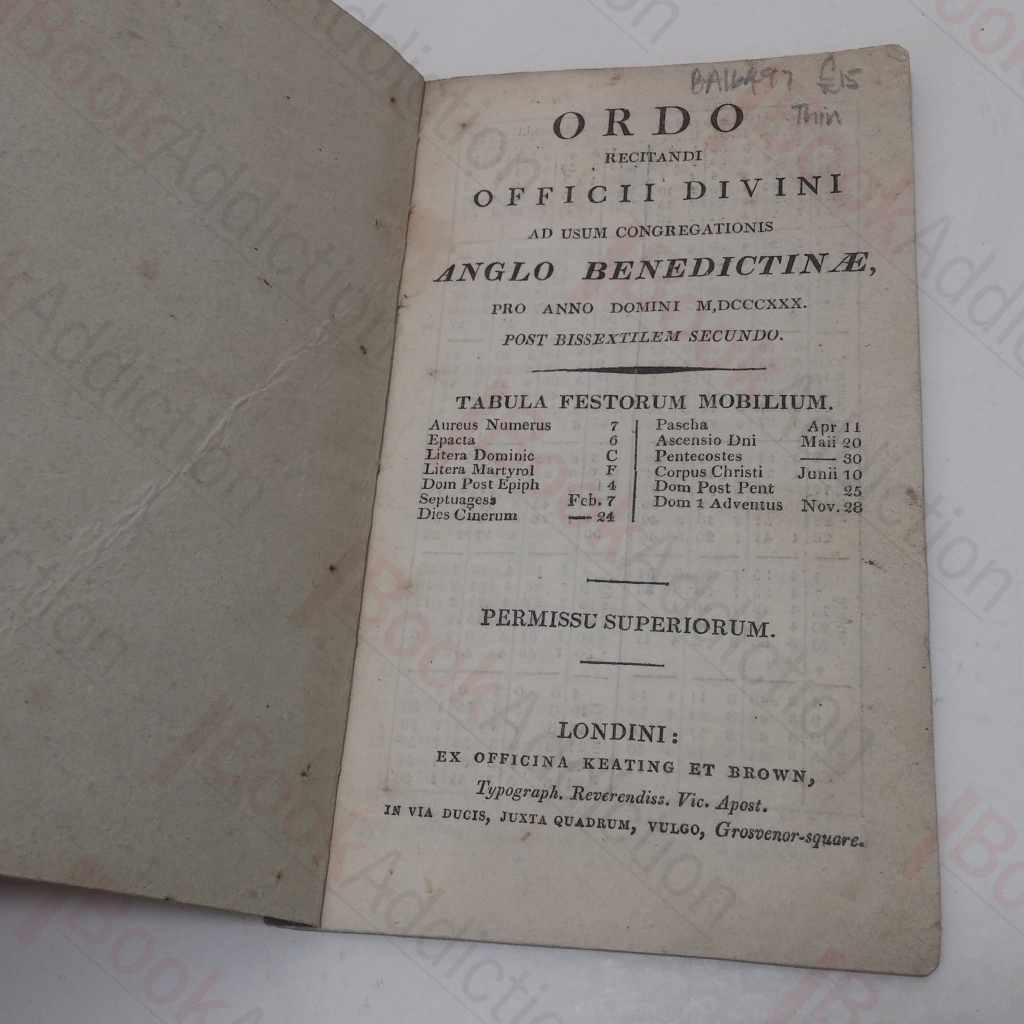 BA16497 £15
Thin
ORDO
RECITANDI
OFFICII DIVINI
AD USUM CONGREGATIONIS
ANGLO BENEDICTINÆ,
PRO ANNO DOMINI M,DCCCXXX.
POST BISSEXTILEM SECUNDO.
TABULA FESTORUM MOBILIUM.
Aureus Numerus 7
Epacta 6
Litera Dominic C
Litera Martyrol F
Dom Post Epiph 4
Septuagess Feb. 7
Dies Cinerum — 24
Pascha Apr 11
Ascensio Dni Maii 20
Pentecostes — 30
Corpus Christi Junii 10
Dom Post Pent 25
Dom 1 Adventus Nov. 28
PERMISSU SUPERIORUM.
LONDINI:
EX OFFICINA KEATING ET BROWN,
Typograph. Reverendiss. Vic. Apost.
IN VIA DUCIS, JUXTA QUADRUM, VULGO, Grosvenor-square.
BookAddiction